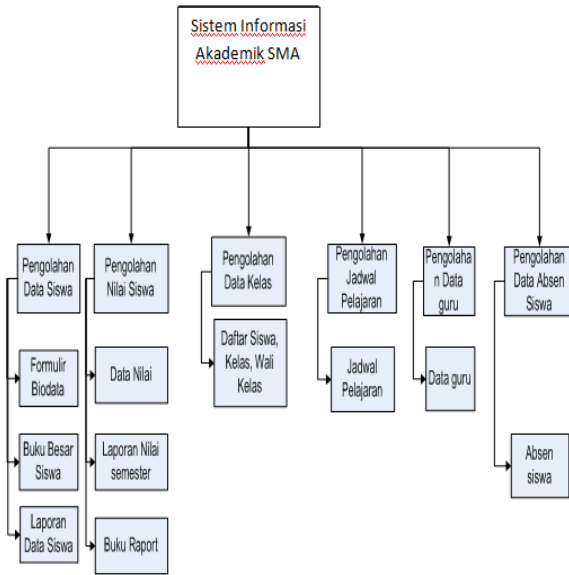 Sistem Informasi
Akademik SMA
Pengolahan
Data Siswa
Pengolahan
Nilai Siswa
Pengolahan
Data Kelas
Pengolahan
Jadwal
Pelajaran
Pengolaha
n Data
guru
Pengolahan
Data Absen
Siswa
Formulir
Biodata
Data Nilai
Daftar Siswa,
Kelas, Wali
Kelas
Jadwal
Pelajaran
Data guru
Buku Besar
Siswa
Laporan Nilai
semester
Absen
siswa
Laporan
Data Siswa
Buku Raport